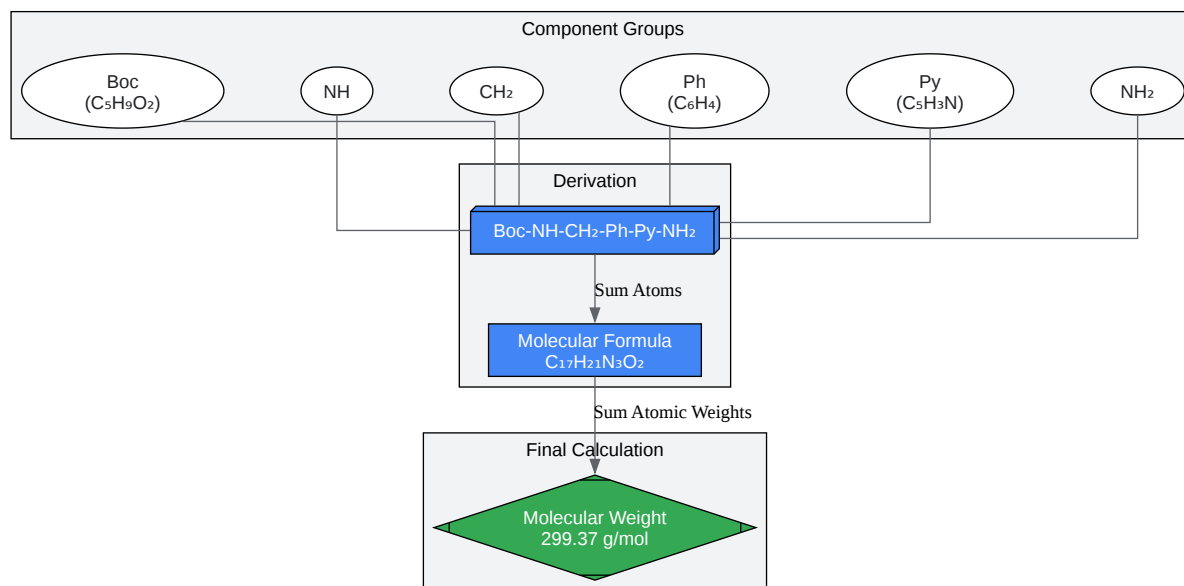 Component Groups
Boc
(C₅H₉O₂)
NH
CH₂
Ph
(C₆H₄)
Py
(C₅H₃N)
NH₂
Derivation
Boc-NH-CH₂-Ph-Py-NH₂
Sum Atoms
Molecular Formula
C₁₇H₂₁N₃O₂
Sum Atomic Weights
Final Calculation
Molecular Weight
299.37 g/mol